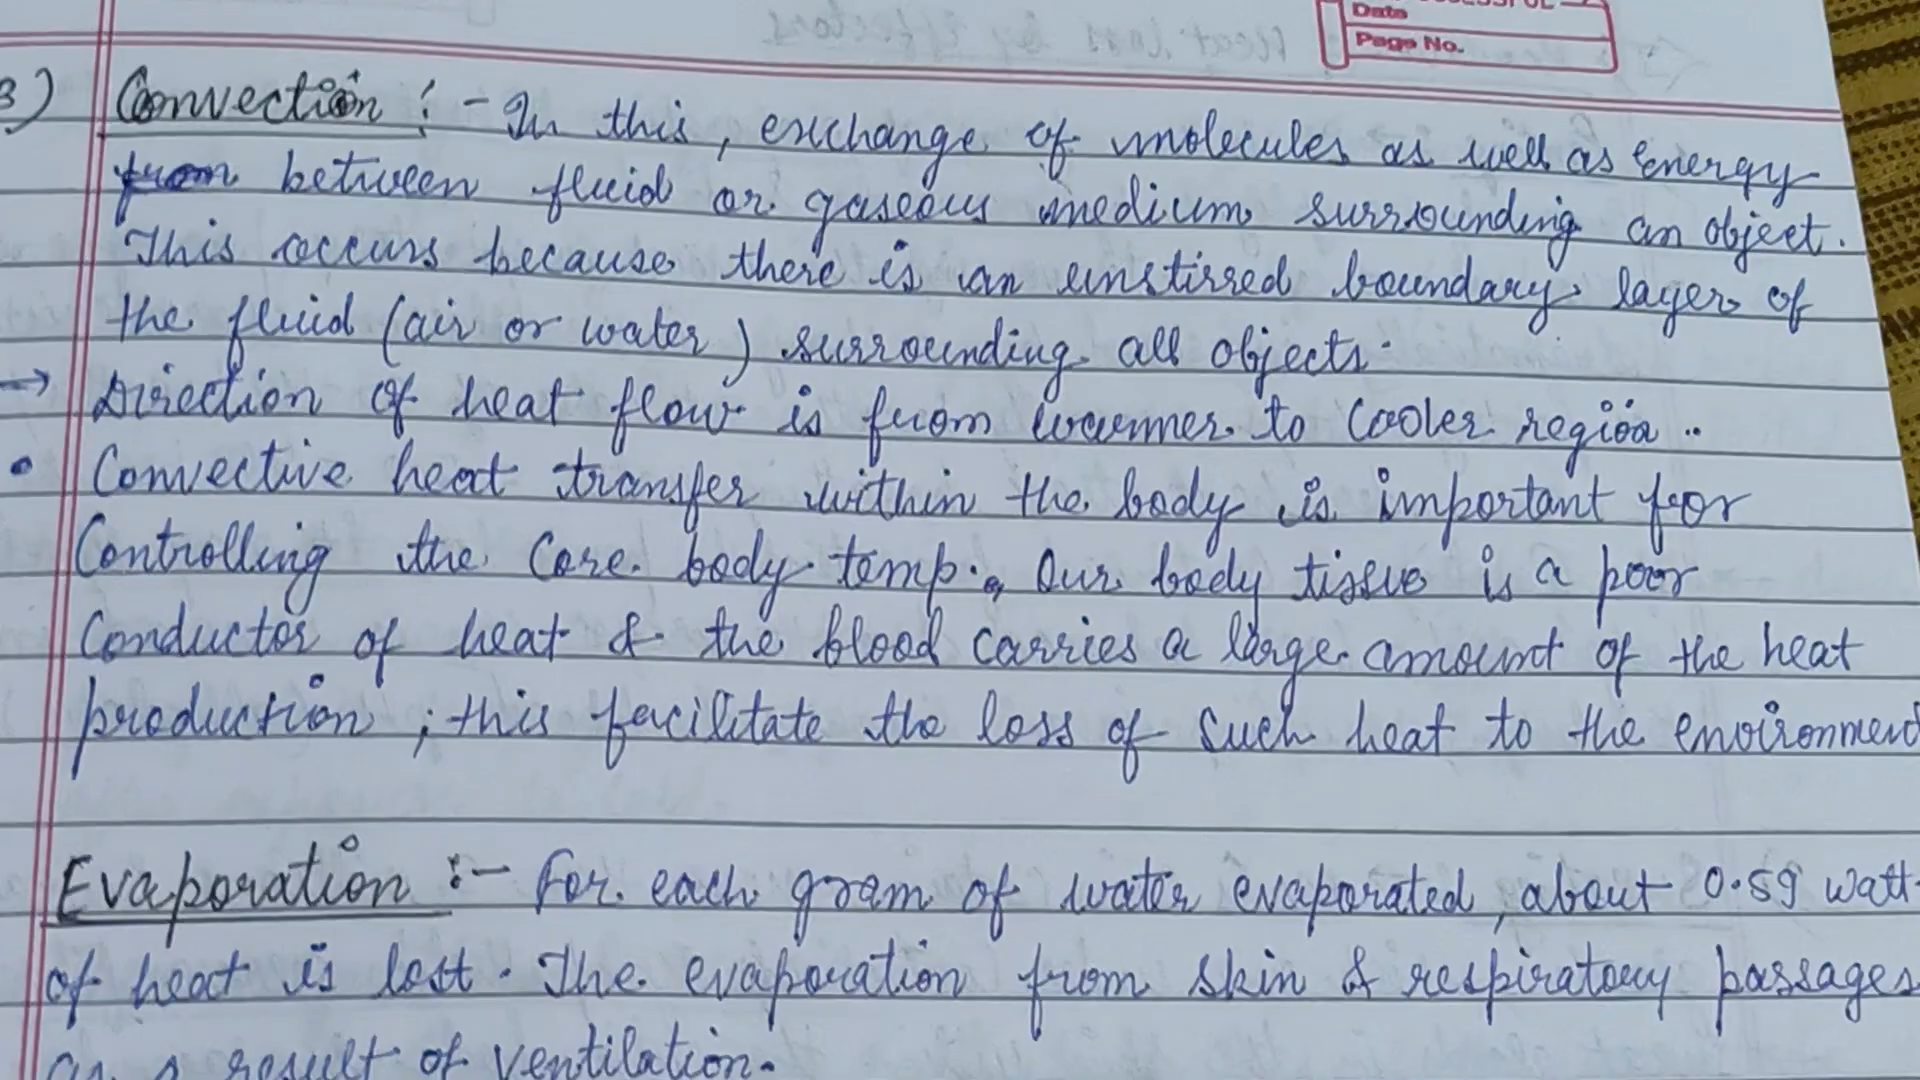 Date
Page No.
3) Convection :- In this, exchange of molecules as well as energy
from between fluid or gaseous medium surrounding an object.
This occurs because there is an unstirred boundary layer of
the fluid (air or water) surrounding all objects.
→ Direction of heat flow is from warmer to cooler region..
• Convective heat transfer within the body is important for
Controlling the Core body temp., Our body tissue is a poor
Conductor of heat & the blood carries a large amount of the heat
production ; this facilitate the loss of such heat to the environment
Evaporation :- For each gram of water evaporated, about 0.59 watt
of heat is lost. The evaporation from skin & respiratory passages
as a result of ventilation.